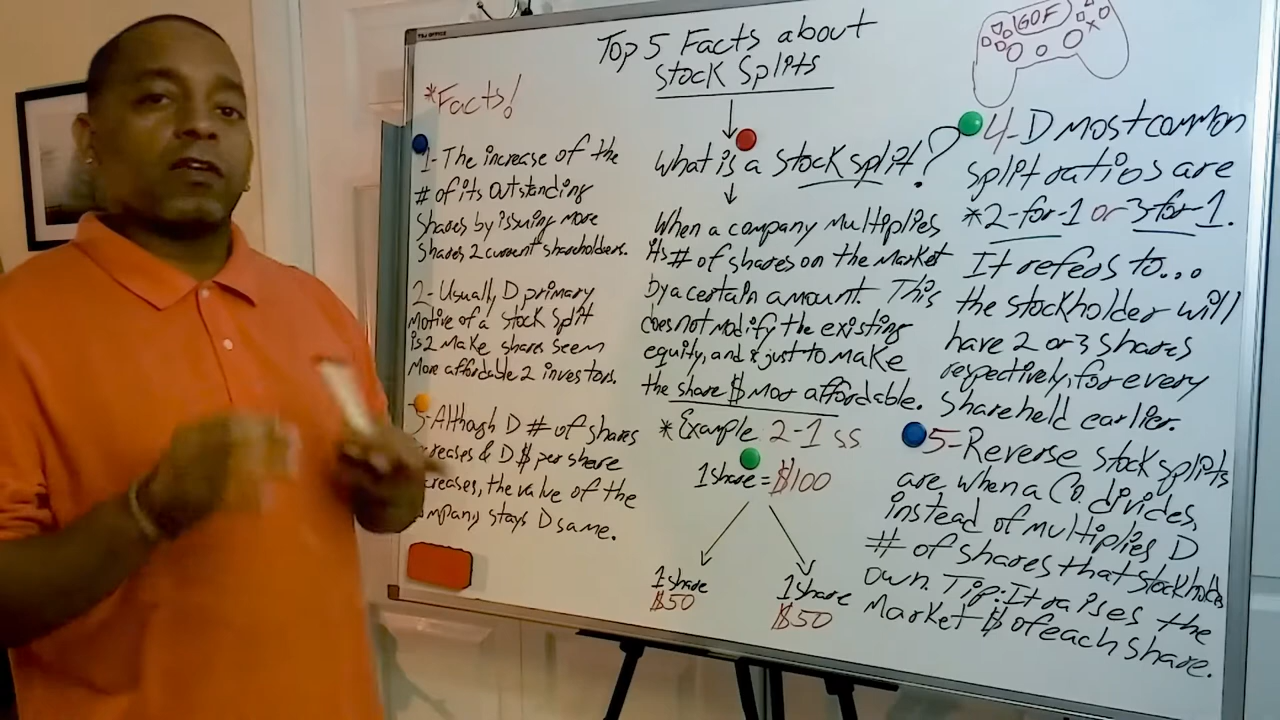 TSJ OFFICE
Top 5 Facts about
Stock Splits
*Facts!
1- The increase of the
# of its outstanding
shares by issuing more
shares 2 current shareholders.
2- Usually D primary
motive of a stock split
is 2 make shares seem
more affordable 2 investors.
3- Although D # of shares
creases & D $ per share
creases, the value of the
ompany stays D same.
What is a stock split?
When a company multiplies
its # of shares on the market
by a certain amount. This
does not modify the existing
equity, and is just to make
the share $ mor affordable.
*Example 2-1 ss
1 share = $100
1 share
$50
1 share
$50
GOF
X
4- D most common
split ratios are
*2-for-1 or 3-for-1.
It refers to...
the stockholder will
have 2 or 3 shares
respectively, for every
share held earlier.
5- Reverse stock splits
are when a Co. divides,
instead of multiplies D
# of shares that stockholds
own. Tip: It raises the
market $ of each share.